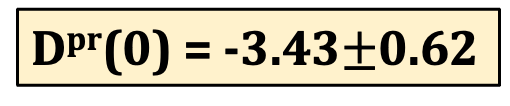 Dᵖʳ(0) = -3.43±0.62